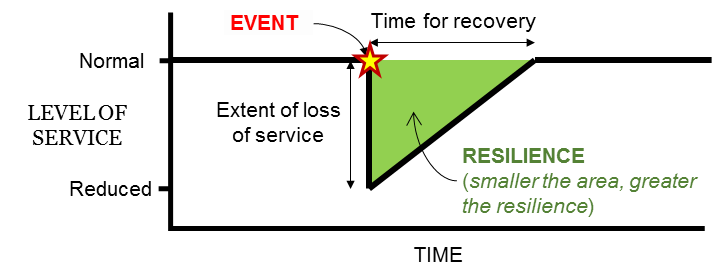 EVENT
Time for recovery
Normal
LEVEL OF
SERVICE
Extent of loss
of service
RESILIENCE
(smaller the area, greater
the resilience)
Reduced
TIME